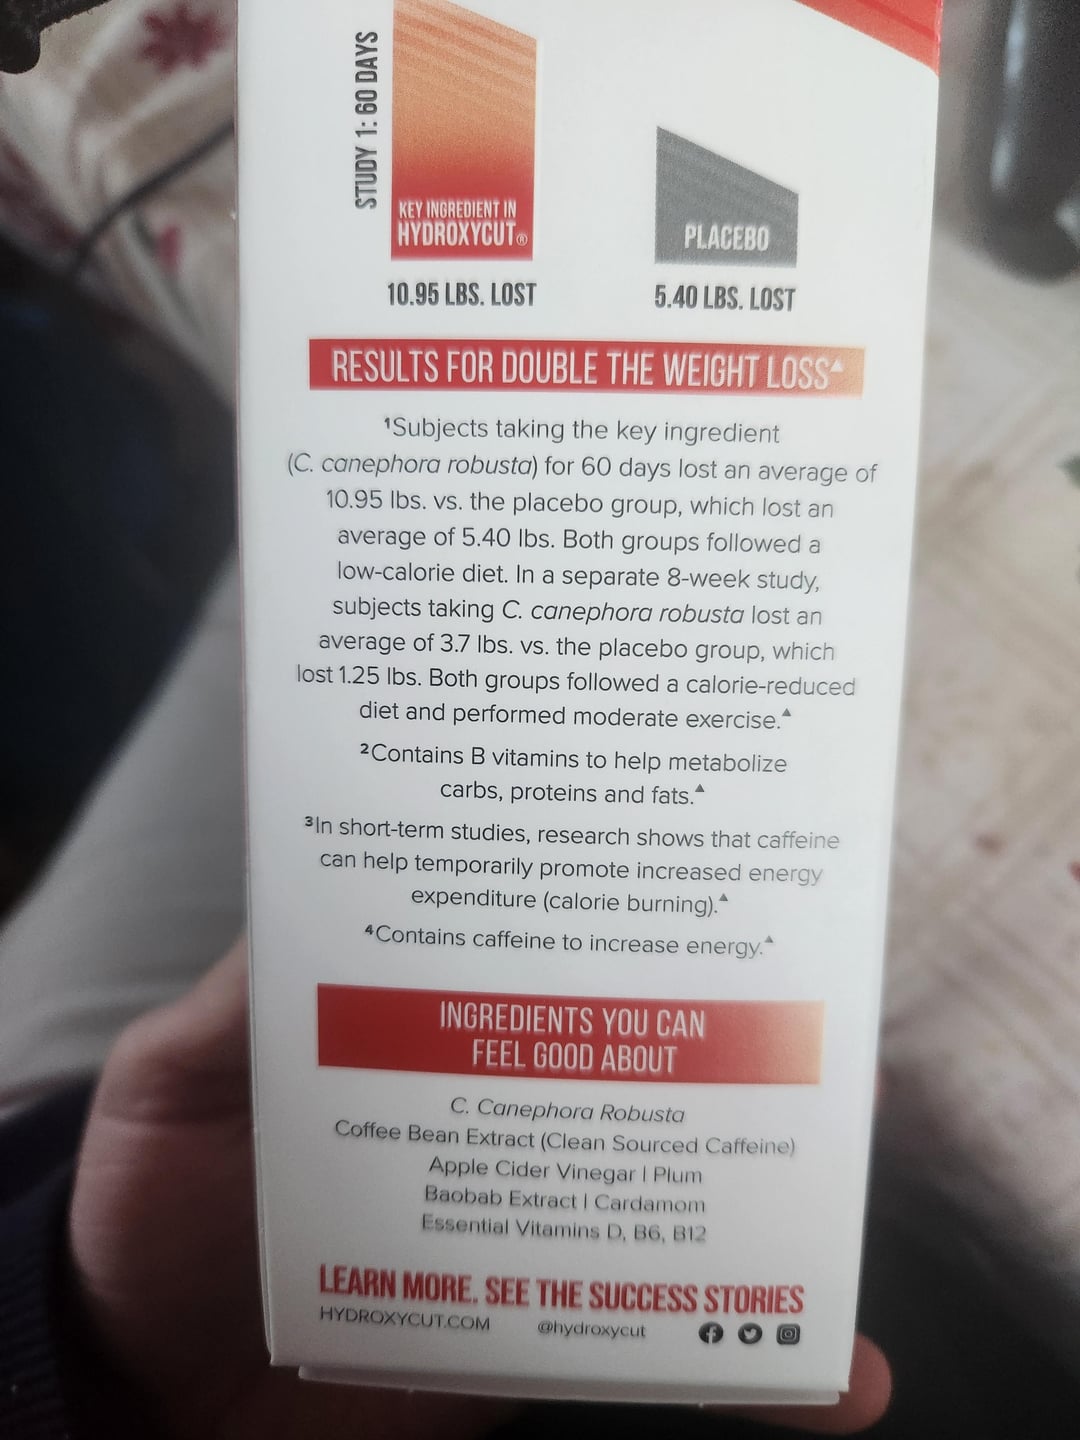 STUDY 1: 60 DAYS
KEY INGREDIENT IN
HYDROXYCUT®
PLACEBO
10.95 LBS. LOST
5.40 LBS. LOST
RESULTS FOR DOUBLE THE WEIGHT LOSS▲
¹Subjects taking the key ingredient
(C. canephora robusta) for 60 days lost an average of
10.95 lbs. vs. the placebo group, which lost an
average of 5.40 lbs. Both groups followed a
low-calorie diet. In a separate 8-week study,
subjects taking C. canephora robusta lost an
average of 3.7 lbs. vs. the placebo group, which
lost 1.25 lbs. Both groups followed a calorie-reduced
diet and performed moderate exercise.▲
²Contains B vitamins to help metabolize
carbs, proteins and fats.▲
³In short-term studies, research shows that caffeine
can help temporarily promote increased energy
expenditure (calorie burning).▲
⁴Contains caffeine to increase energy.▲
INGREDIENTS YOU CAN
FEEL GOOD ABOUT
C. Canephora Robusta
Coffee Bean Extract (Clean Sourced Caffeine)
Apple Cider Vinegar | Plum
Baobab Extract | Cardamom
Essential Vitamins D, B6, B12
LEARN MORE. SEE THE SUCCESS STORIES
HYDROXYCUT.COM @hydroxycut